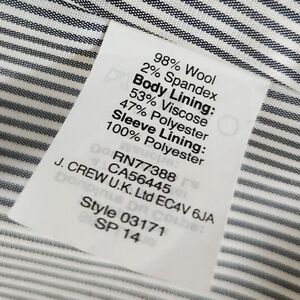 98% Wool
2% Spandex
Body Lining:
53% Viscose
47% Polyester
Sleeve Lining:
100% Polyester
RN77388
CA56445
J. CREW U.K. Ltd EC4V 6JA
Style 03171
SP 14